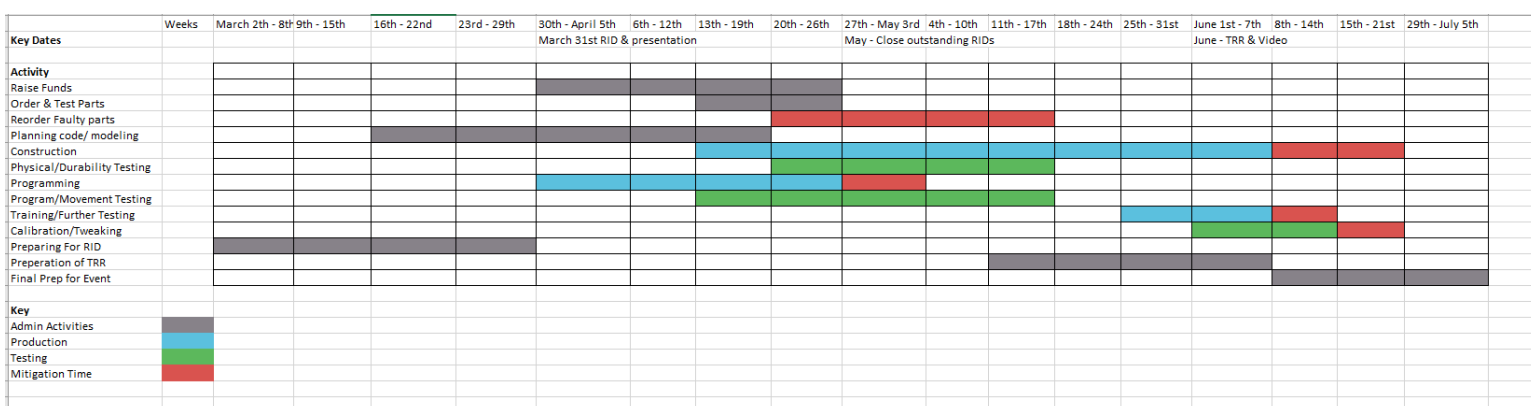 Weeks March 2th - 8th 9th - 15th 16th - 22nd 23rd - 29th 30th - April 5th 6th - 12th 13th - 19th 20th - 26th 27th - May 3rd 4th - 10th 11th - 17th 18th - 24th 25th - 31st June 1st - 7th 8th - 14th 15th - 21st 29th - July 5th
Key Dates March 31st RID & presentation May - Close outstanding RIDs June - TRR & Video
Activity
Raise Funds
Order & Test Parts
Reorder Faulty parts
Planning code/ modeling
Construction
Physical/Durability Testing
Programming
Program/Movement Testing
Training/Further Testing
Calibration/Tweaking
Preparing For RID
Preperation of TRR
Final Prep for Event
Key
Admin Activities
Production
Testing
Mitigation Time